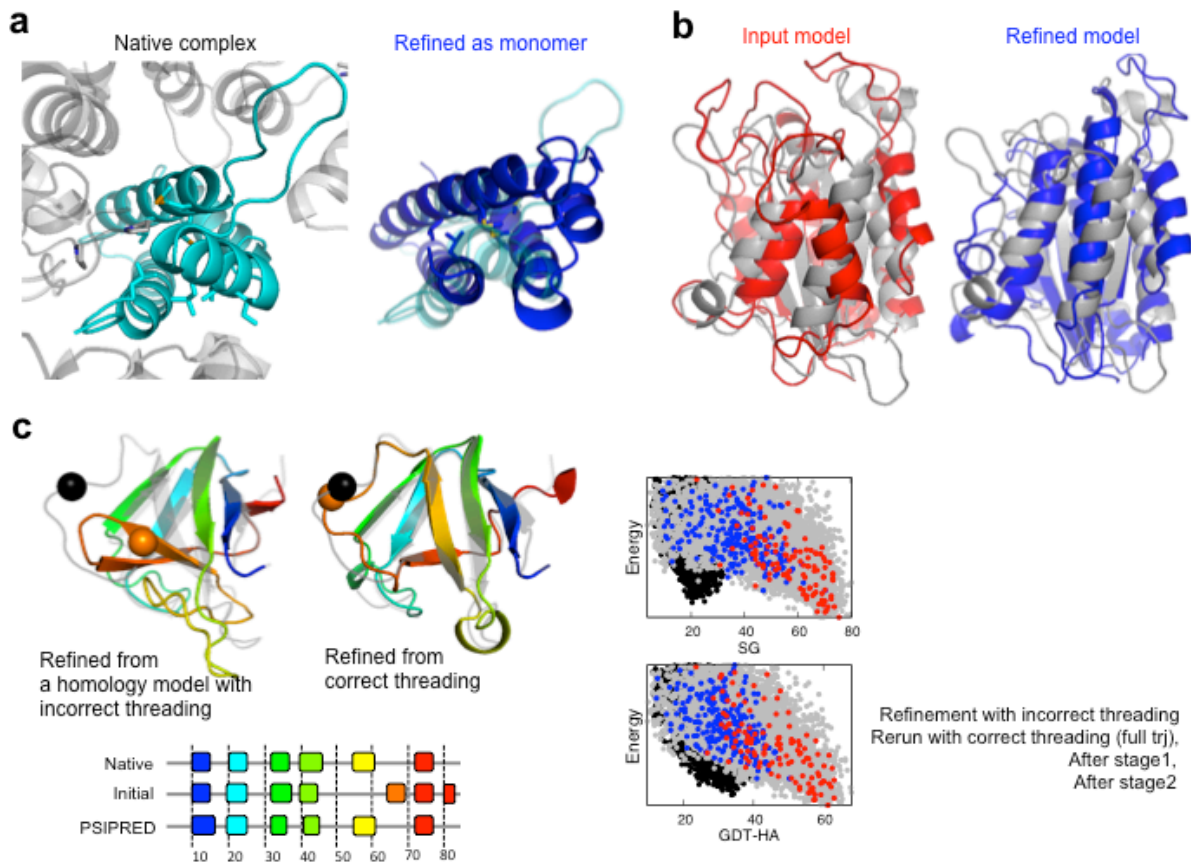 a
Native complex
Refined as monomer
b
Input model
Refined model
c
Refined from
a homology model with
incorrect threading
Refined from
correct threading
Native
Initial
PSIPRED
10 20 30 40 50 60 70 80
Energy
20 40 60 80
SG
Energy
20 40 60
GDT-HA
Refinement with incorrect threading
Rerun with correct threading (full trj),
After stage1,
After stage2